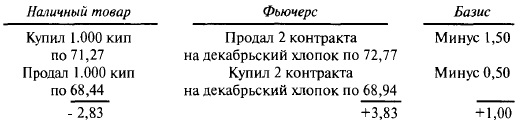 Наличный товар Фьючерс Базис
Купил 1.000 кип Продал 2 контракта Минус 1,50
по 71,27 на декабрьский хлопок по 72,77
Продал 1.000 кип Купил 2 контракта Минус 0,50
по 68,44 на декабрьский хлопок по 68,94
- 2,83 +3,83 +1,00